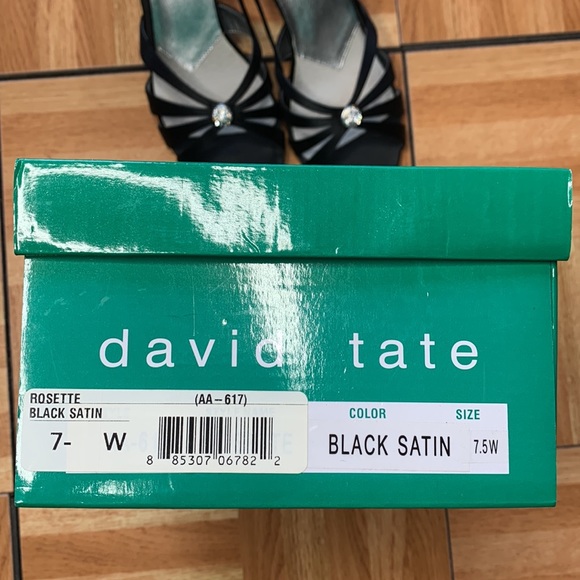 david tate
ROSETTE (AA-617)
BLACK SATIN
7- W
8 85307 06782 2
COLOR SIZE
BLACK SATIN 7.5W